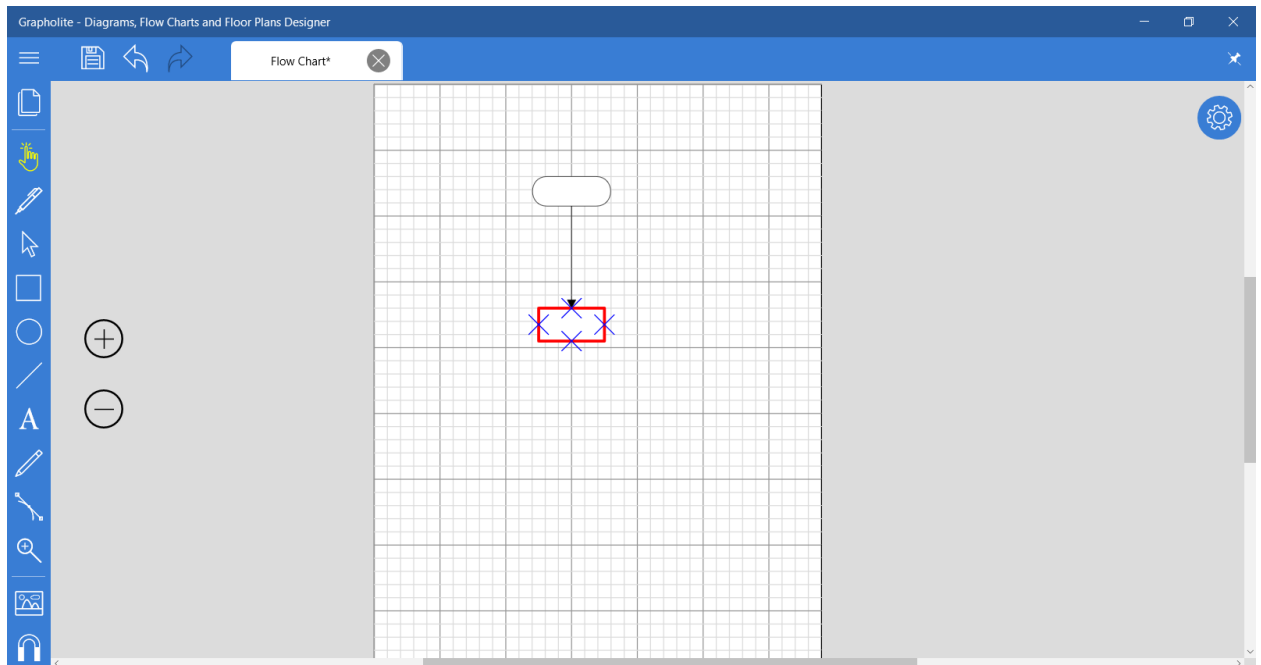 Grapholite - Diagrams, Flow Charts and Floor Plans Designer
Flow Chart*
A